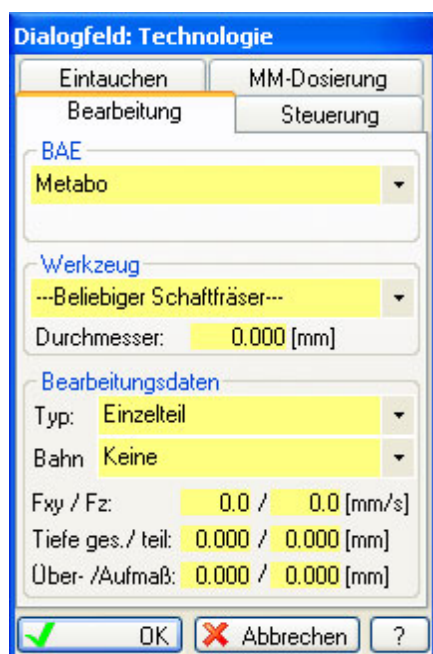 Dialogfeld: Technologie
Eintauchen MM-Dosierung
Bearbeitung Steuerung
BAE
Metabo
Werkzeug
---Beliebiger Schaftfräser---
Durchmesser: 0.000 [mm]
Bearbeitungsdaten
Typ: Einzelteil
Bahn Keine
Fxy / Fz: 0.0 / 0.0 [mm/s]
Tiefe ges./ teil: 0.000 / 0.000 [mm]
Über- /Aufmaß: 0.000 / 0.000 [mm]
OK Abbrechen ?